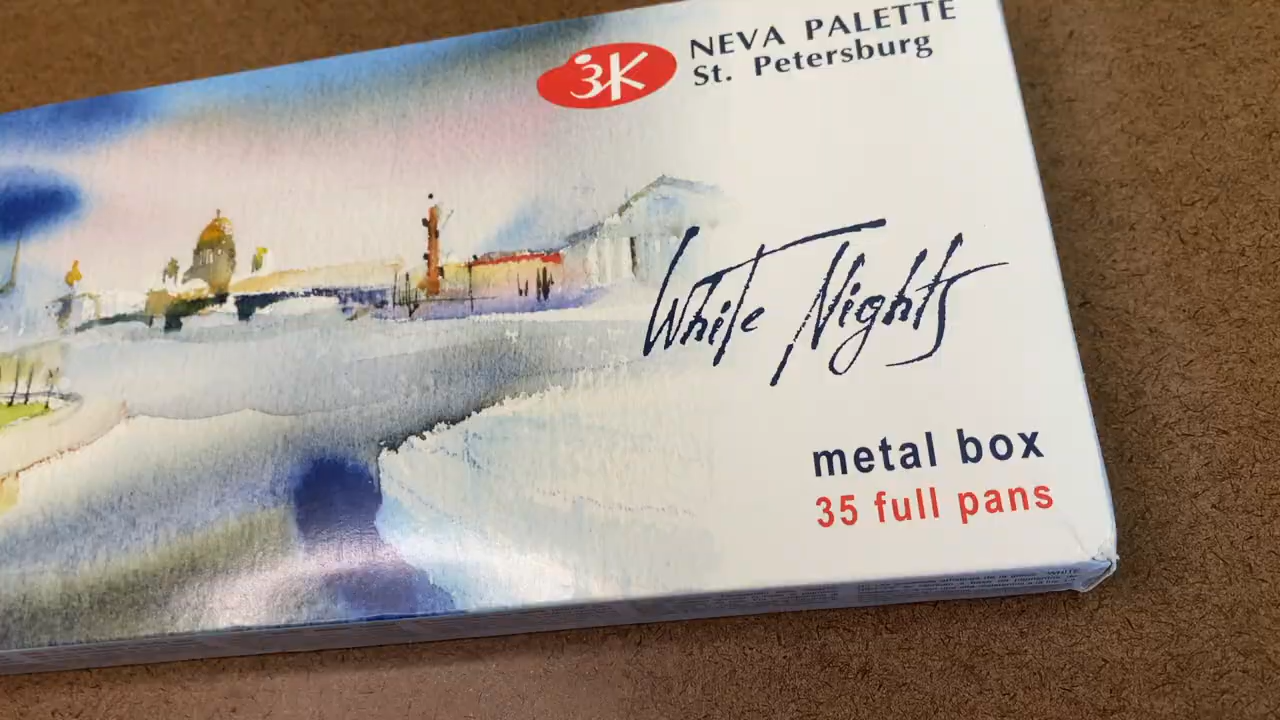 ЗК
NEVA PALETTE
St. Petersburg
White Nights
metal box
35 full pans